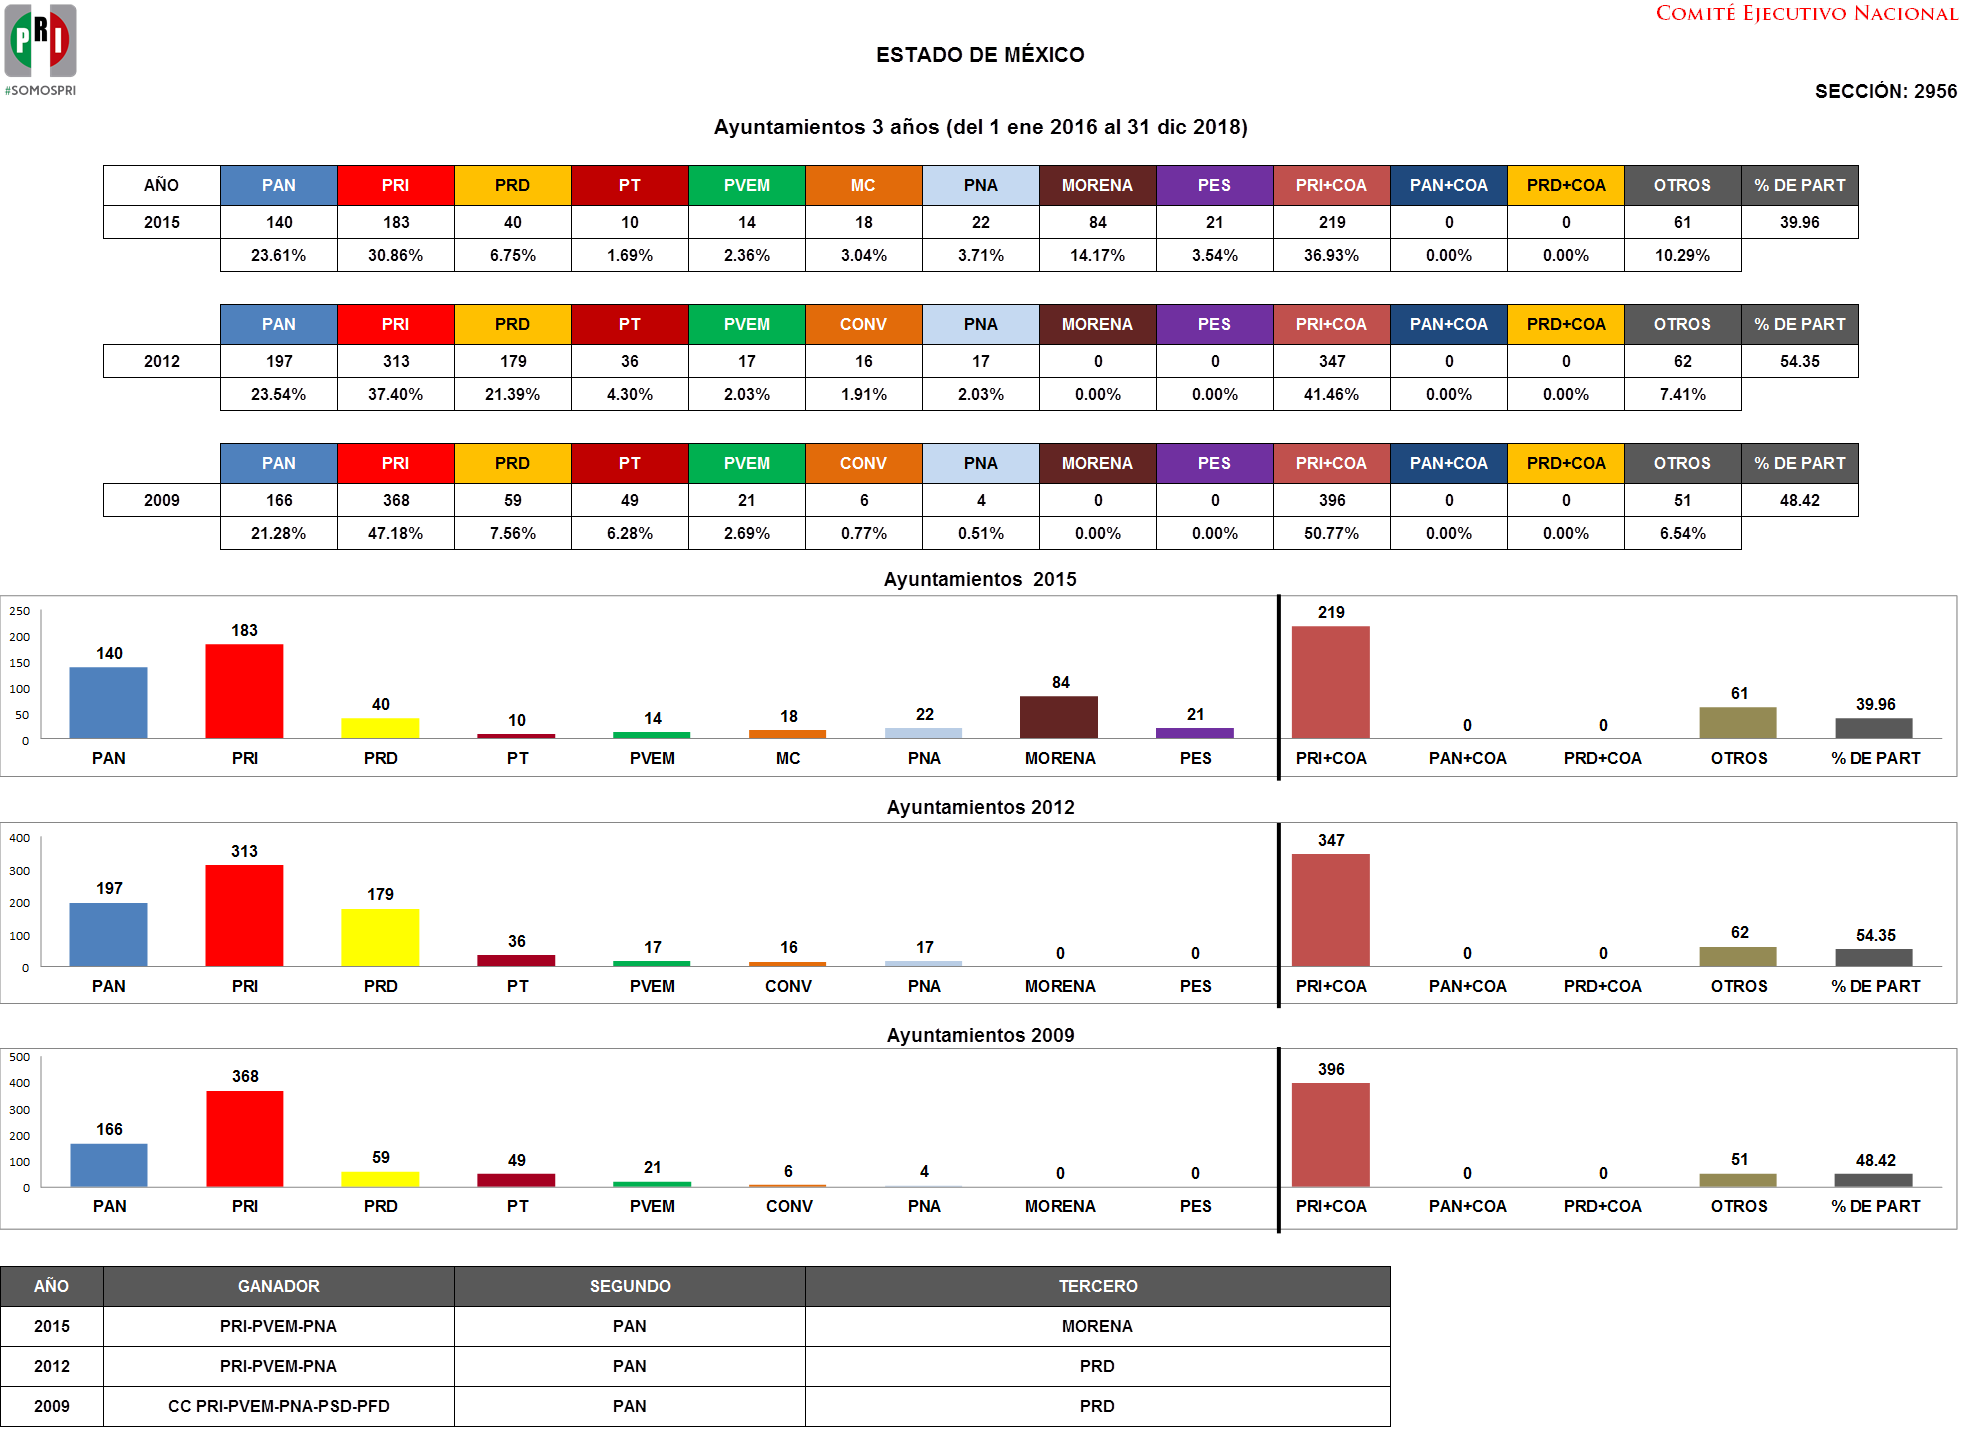 PRI
#SOMOSPRI
COMITÉ EJECUTIVO NACIONAL
ESTADO DE MÉXICO
SECCIÓN: 2956
Ayuntamientos 3 años (del 1 ene 2016 al 31 dic 2018)
AÑO PAN PRI PRD PT PVEM MC PNA MORENA PES PRI+COA PAN+COA PRD+COA OTROS % DE PART
2015 140 183 40 10 14 18 22 84 21 219 0 0 61 39.96
23.61% 30.86% 6.75% 1.69% 2.36% 3.04% 3.71% 14.17% 3.54% 36.93% 0.00% 0.00% 10.29%
PAN PRI PRD PT PVEM CONV PNA MORENA PES PRI+COA PAN+COA PRD+COA OTROS % DE PART
2012 197 313 179 36 17 16 17 0 0 347 0 0 62 54.35
23.54% 37.40% 21.39% 4.30% 2.03% 1.91% 2.03% 0.00% 0.00% 41.46% 0.00% 0.00% 7.41%
PAN PRI PRD PT PVEM CONV PNA MORENA PES PRI+COA PAN+COA PRD+COA OTROS % DE PART
2009 166 368 59 49 21 6 4 0 0 396 0 0 51 48.42
21.28% 47.18% 7.56% 6.28% 2.69% 0.77% 0.51% 0.00% 0.00% 50.77% 0.00% 0.00% 6.54%
Ayuntamientos 2015
250
200
150
100
50
0
140 183 40 10 14 18 22 84 21 219 0 0 61 39.96
PAN PRI PRD PT PVEM MC PNA MORENA PES PRI+COA PAN+COA PRD+COA OTROS % DE PART
Ayuntamientos 2012
400
300
200
100
0
197 313 179 36 17 16 17 0 0 347 0 0 62 54.35
PAN PRI PRD PT PVEM CONV PNA MORENA PES PRI+COA PAN+COA PRD+COA OTROS % DE PART
Ayuntamientos 2009
500
400
300
200
100
0
166 368 59 49 21 6 4 0 0 396 0 0 51 48.42
PAN PRI PRD PT PVEM CONV PNA MORENA PES PRI+COA PAN+COA PRD+COA OTROS % DE PART
AÑO GANADOR SEGUNDO TERCERO
2015 PRI-PVEM-PNA PAN MORENA
2012 PRI-PVEM-PNA PAN PRD
2009 CC PRI-PVEM-PNA-PSD-PFD PAN PRD